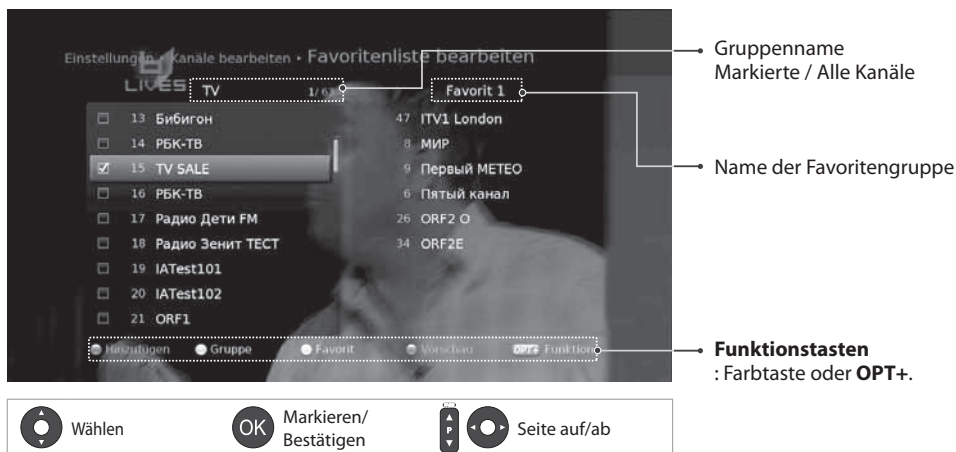 Einstellungen ▸ Kanäle bearbeiten ▸ Favoritenliste bearbeiten
LIVES
TV 1/63
Favorit 1
13 Бибигон
14 РБК-ТВ
15 TV SALE
16 РБК-ТВ
17 Радио Дети FM
18 Радио Зенит ТЕСТ
19 IATest101
20 IATest102
21 ORF1
47 ITV1 London
8 МИР
9 Первый МЕТЕО
6 Пятый канал
26 ORF2 O
34 ORF2E
Hinzufügen Gruppe Favorit Vorschau OPT+ Funktion
Gruppenname
Markierte / Alle Kanäle
Name der Favoritengruppe
Funktionstasten
: Farbtaste oder OPT+.
Wählen
OK Markieren/
Bestätigen
P Seite auf/ab